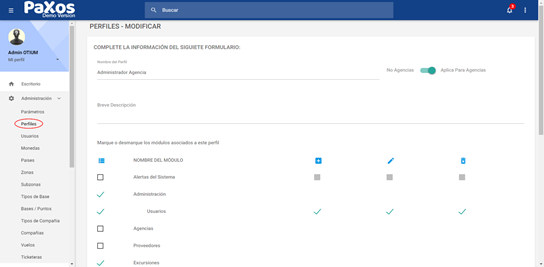 PaXos
Demo Version
Buscar
Admin OTIUM
Mi perfil
Escritorio
Administración
Parámetros
Perfiles
Usuarios
Monedas
Paises
Zonas
Subzonas
Tipos de Base
Bases / Puntos
Tipos de Compañía
Compañías
Vuelos
Ticketeras
PERFILES - MODIFICAR
COMPLETE LA INFORMACIÓN DEL SIGUIETE FORMULARIO:
Nombre del Perfil
Administrador Agencia
No Agencias
Aplica Para Agencias
Breve Descripción
Marque o desmarque los módulos asociados a este perfil
NOMBRE DEL MÓDULO
Alertas del Sistema
Administración
Usuarios
Agencias
Proveedores
Excursiones